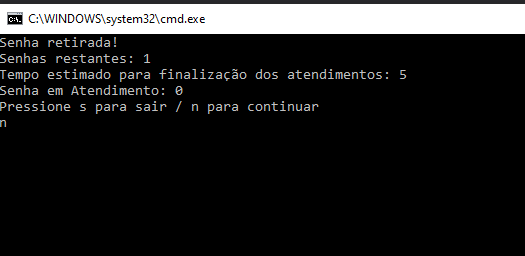 C:\WINDOWS\system32\cmd.exe
Senha retirada!
Senhas restantes: 1
Tempo estimado para finalização dos atendimentos: 5
Senha em Atendimento: 0
Pressione s para sair / n para continuar
n